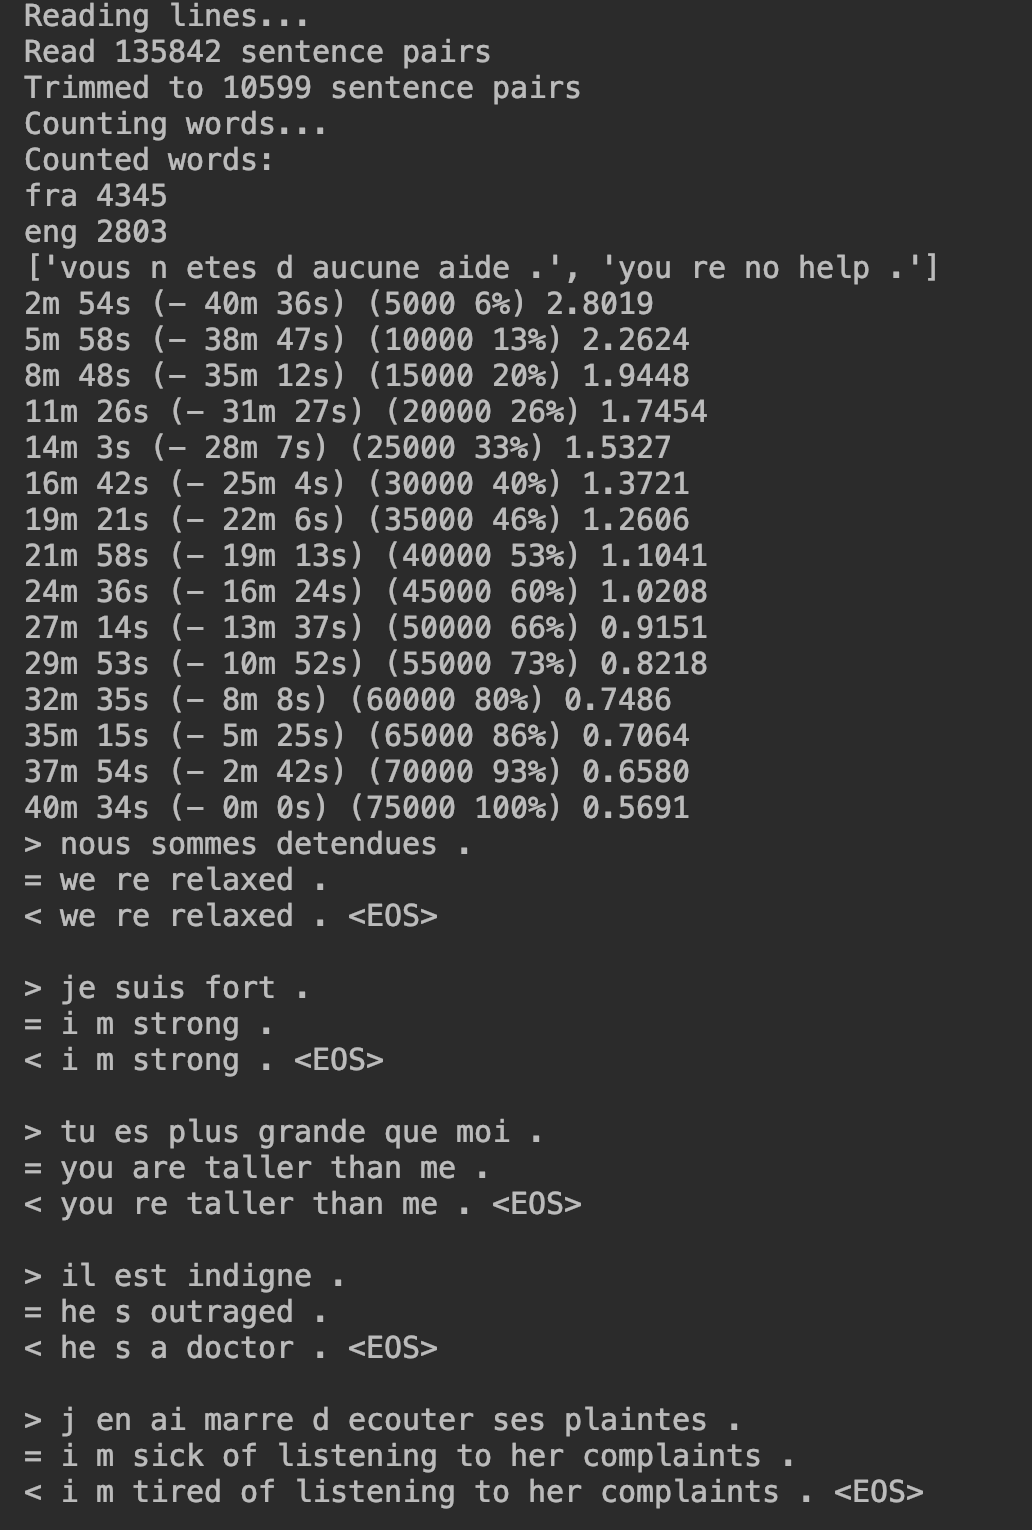 Reading lines...
Read 135842 sentence pairs
Trimmed to 10599 sentence pairs
Counting words...
Counted words:
fra 4345
eng 2803
['vous n etes d aucune aide .', 'you re no help .']
2m 54s (- 40m 36s) (5000 6%) 2.8019
5m 58s (- 38m 47s) (10000 13%) 2.2624
8m 48s (- 35m 12s) (15000 20%) 1.9448
11m 26s (- 31m 27s) (20000 26%) 1.7454
14m 3s (- 28m 7s) (25000 33%) 1.5327
16m 42s (- 25m 4s) (30000 40%) 1.3721
19m 21s (- 22m 6s) (35000 46%) 1.2606
21m 58s (- 19m 13s) (40000 53%) 1.1041
24m 36s (- 16m 24s) (45000 60%) 1.0208
27m 14s (- 13m 37s) (50000 66%) 0.9151
29m 53s (- 10m 52s) (55000 73%) 0.8218
32m 35s (- 8m 8s) (60000 80%) 0.7486
35m 15s (- 5m 25s) (65000 86%) 0.7064
37m 54s (- 2m 42s) (70000 93%) 0.6580
40m 34s (- 0m 0s) (75000 100%) 0.5691
> nous sommes detendues .
= we re relaxed .
< we re relaxed . <EOS>
> je suis fort .
= i m strong .
< i m strong . <EOS>
> tu es plus grande que moi .
= you are taller than me .
< you re taller than me . <EOS>
> il est indigne .
= he s outraged .
< he s a doctor . <EOS>
> j en ai marre d ecouter ses plaintes .
= i m sick of listening to her complaints .
< i m tired of listening to her complaints . <EOS>